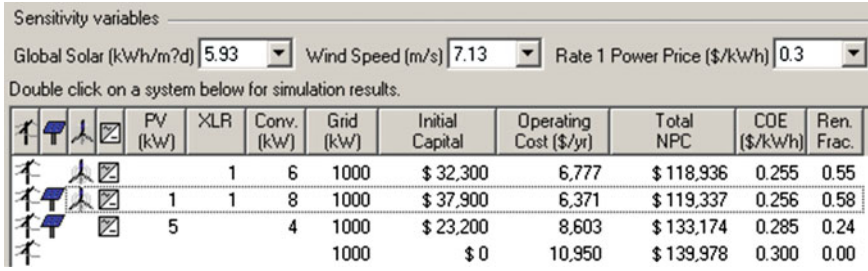 Sensitivity variables
Global Solar (kWh/m?d) 5.93 Wind Speed (m/s) 7.13 Rate 1 Power Price ($/kWh) 0.3
Double click on a system below for simulation results.
PV (kW) XLR Conv. (kW) Grid (kW) Initial Capital Operating Cost ($/yr) Total NPC COE ($/kWh) Ren. Frac.
1 6 1000 $ 32,300 6,777 $ 118,936 0.255 0.55
1 1 8 1000 $ 37,900 6,371 $ 119,337 0.256 0.58
5 4 1000 $ 23,200 8,603 $ 133,174 0.285 0.24
1000 $ 0 10,950 $ 139,978 0.300 0.00